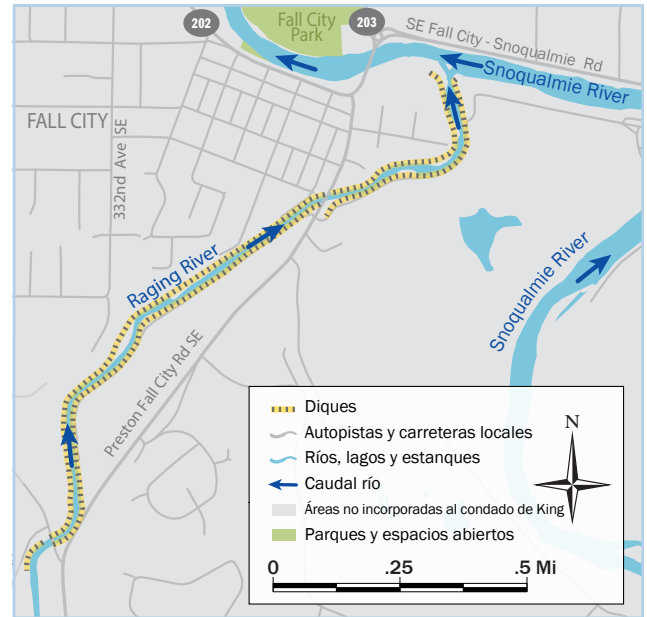 202
Fall City
Park
203
SE Fall City - Snoqualmie Rd
Snoqualmie River
FALL CITY
332nd Ave SE
Raging River
Snoqualmie River
Preston Fall City Rd SE
Diques
Autopistas y carreteras locales
Ríos, lagos y estanques
Caudal río
Áreas no incorporadas al condado de King
Parques y espacios abiertos
N
0 .25 .5 Mi